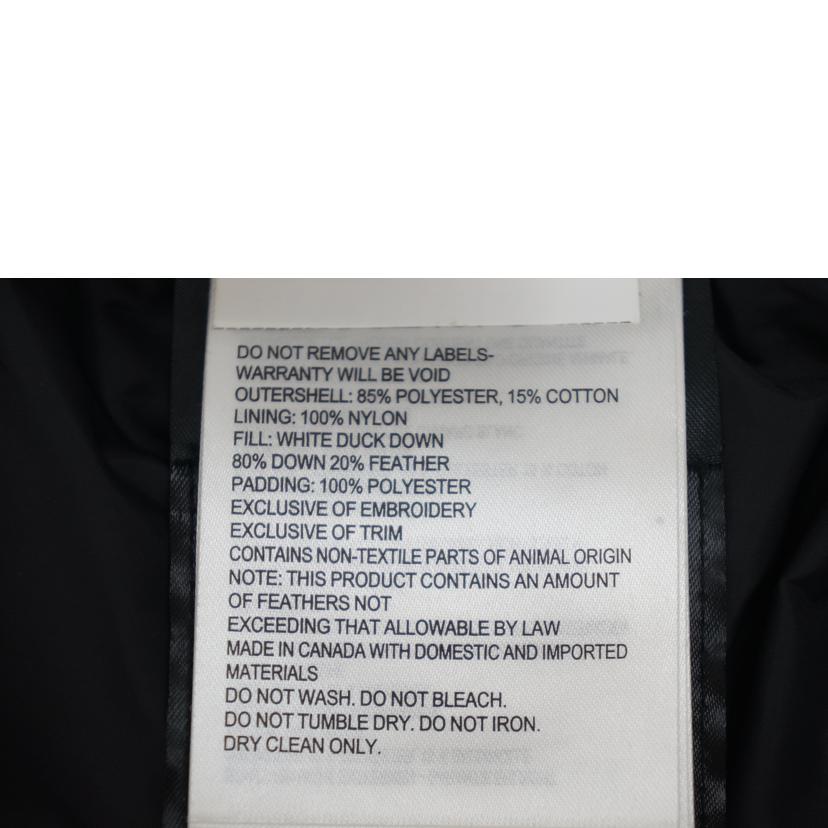 DO NOT REMOVE ANY LABELS-
WARRANTY WILL BE VOID
OUTERSHELL: 85% POLYESTER, 15% COTTON
LINING: 100% NYLON
FILL: WHITE DUCK DOWN
80% DOWN 20% FEATHER
PADDING: 100% POLYESTER
EXCLUSIVE OF EMBROIDERY
EXCLUSIVE OF TRIM
CONTAINS NON-TEXTILE PARTS OF ANIMAL ORIGIN
NOTE: THIS PRODUCT CONTAINS AN AMOUNT
OF FEATHERS NOT
EXCEEDING THAT ALLOWABLE BY LAW
MADE IN CANADA WITH DOMESTIC AND IMPORTED
MATERIALS
DO NOT WASH. DO NOT BLEACH.
DO NOT TUMBLE DRY. DO NOT IRON.
DRY CLEAN ONLY.